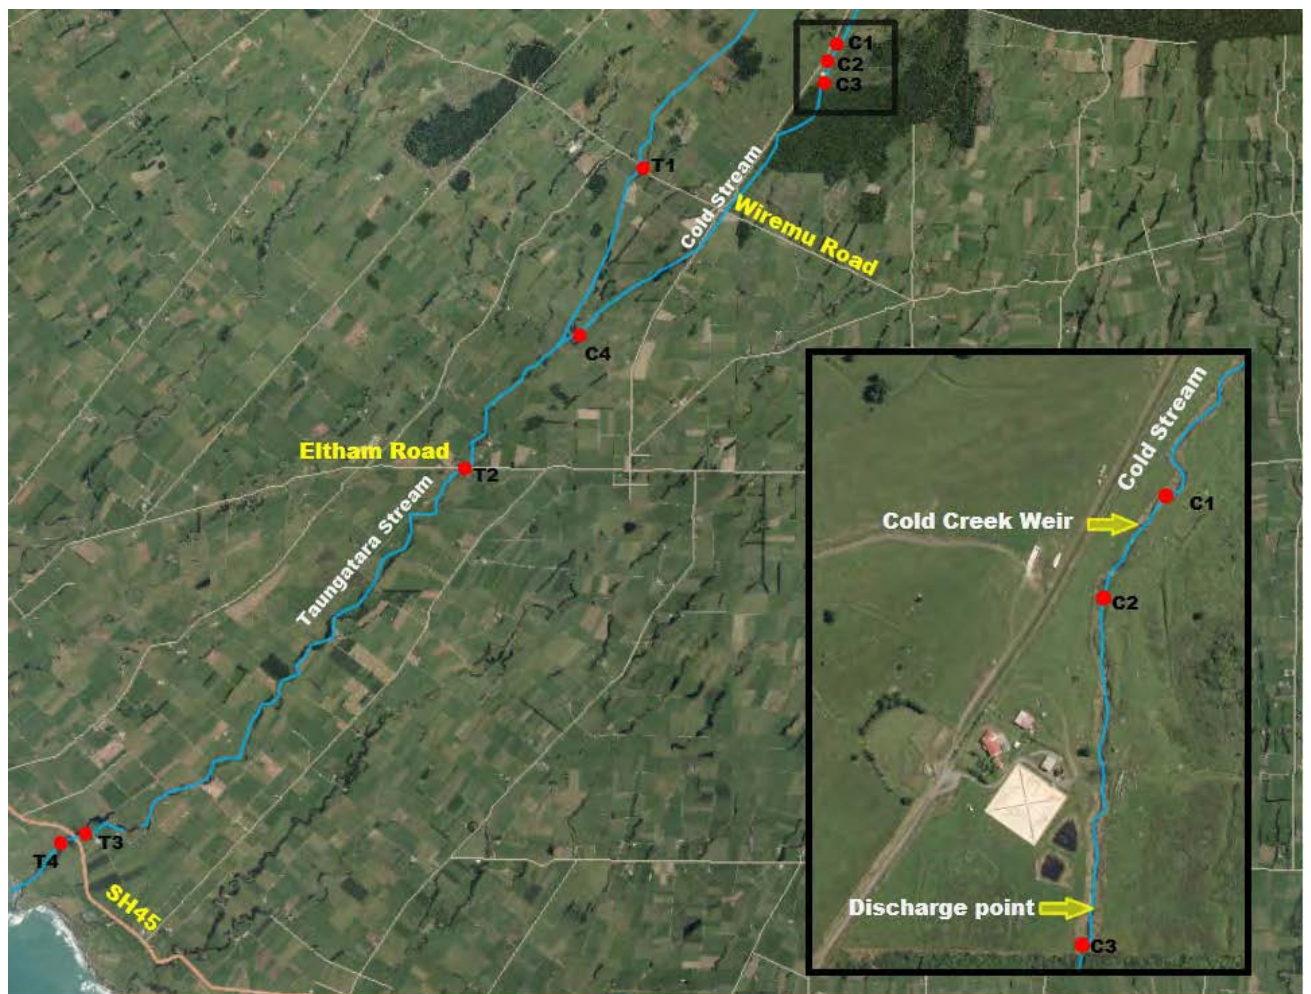 C1
C2
C3
T1
Cold Stream
Wiremu Road
C4
Eltham Road
T2
Taungatara Stream
T3
T4
SH45
Cold Stream
C1
Cold Creek Weir
C2
Discharge point
C3